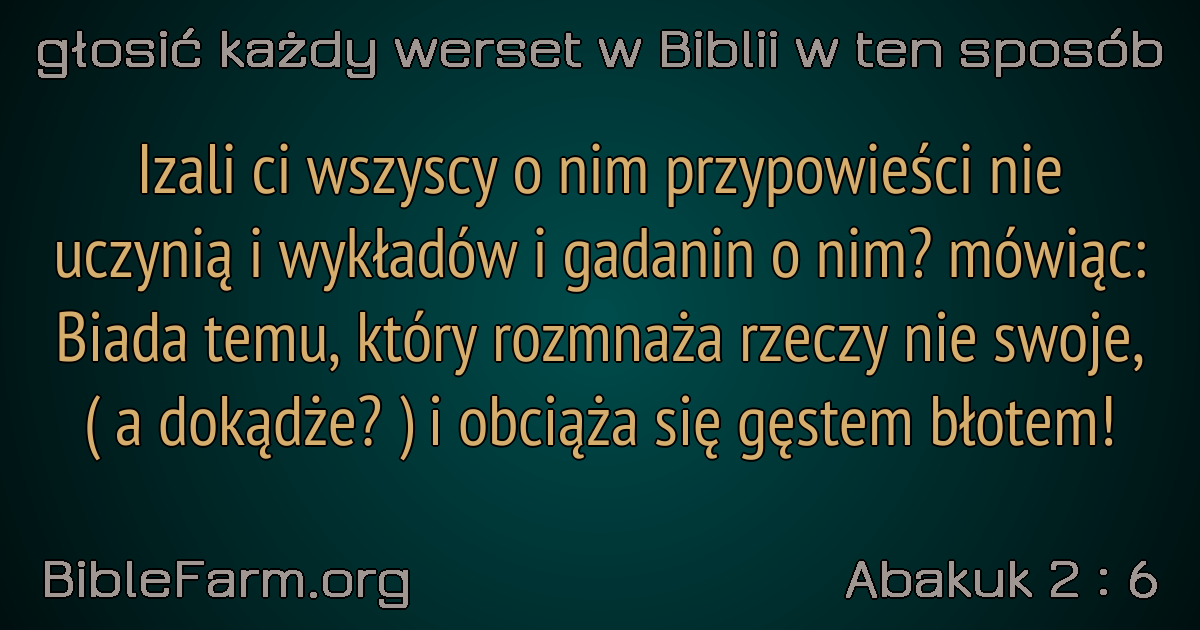 głosić każdy werset w Biblii w ten sposób
Izali ci wszyscy o nim przypowieści nie
uczynią i wykładów i gadanin o nim? mówiąc:
Biada temu, który rozmnaża rzeczy nie swoje,
( a dokądże? ) i obciąża się gęstem błotem!
BibleFarm.org
Abakuk 2 : 6